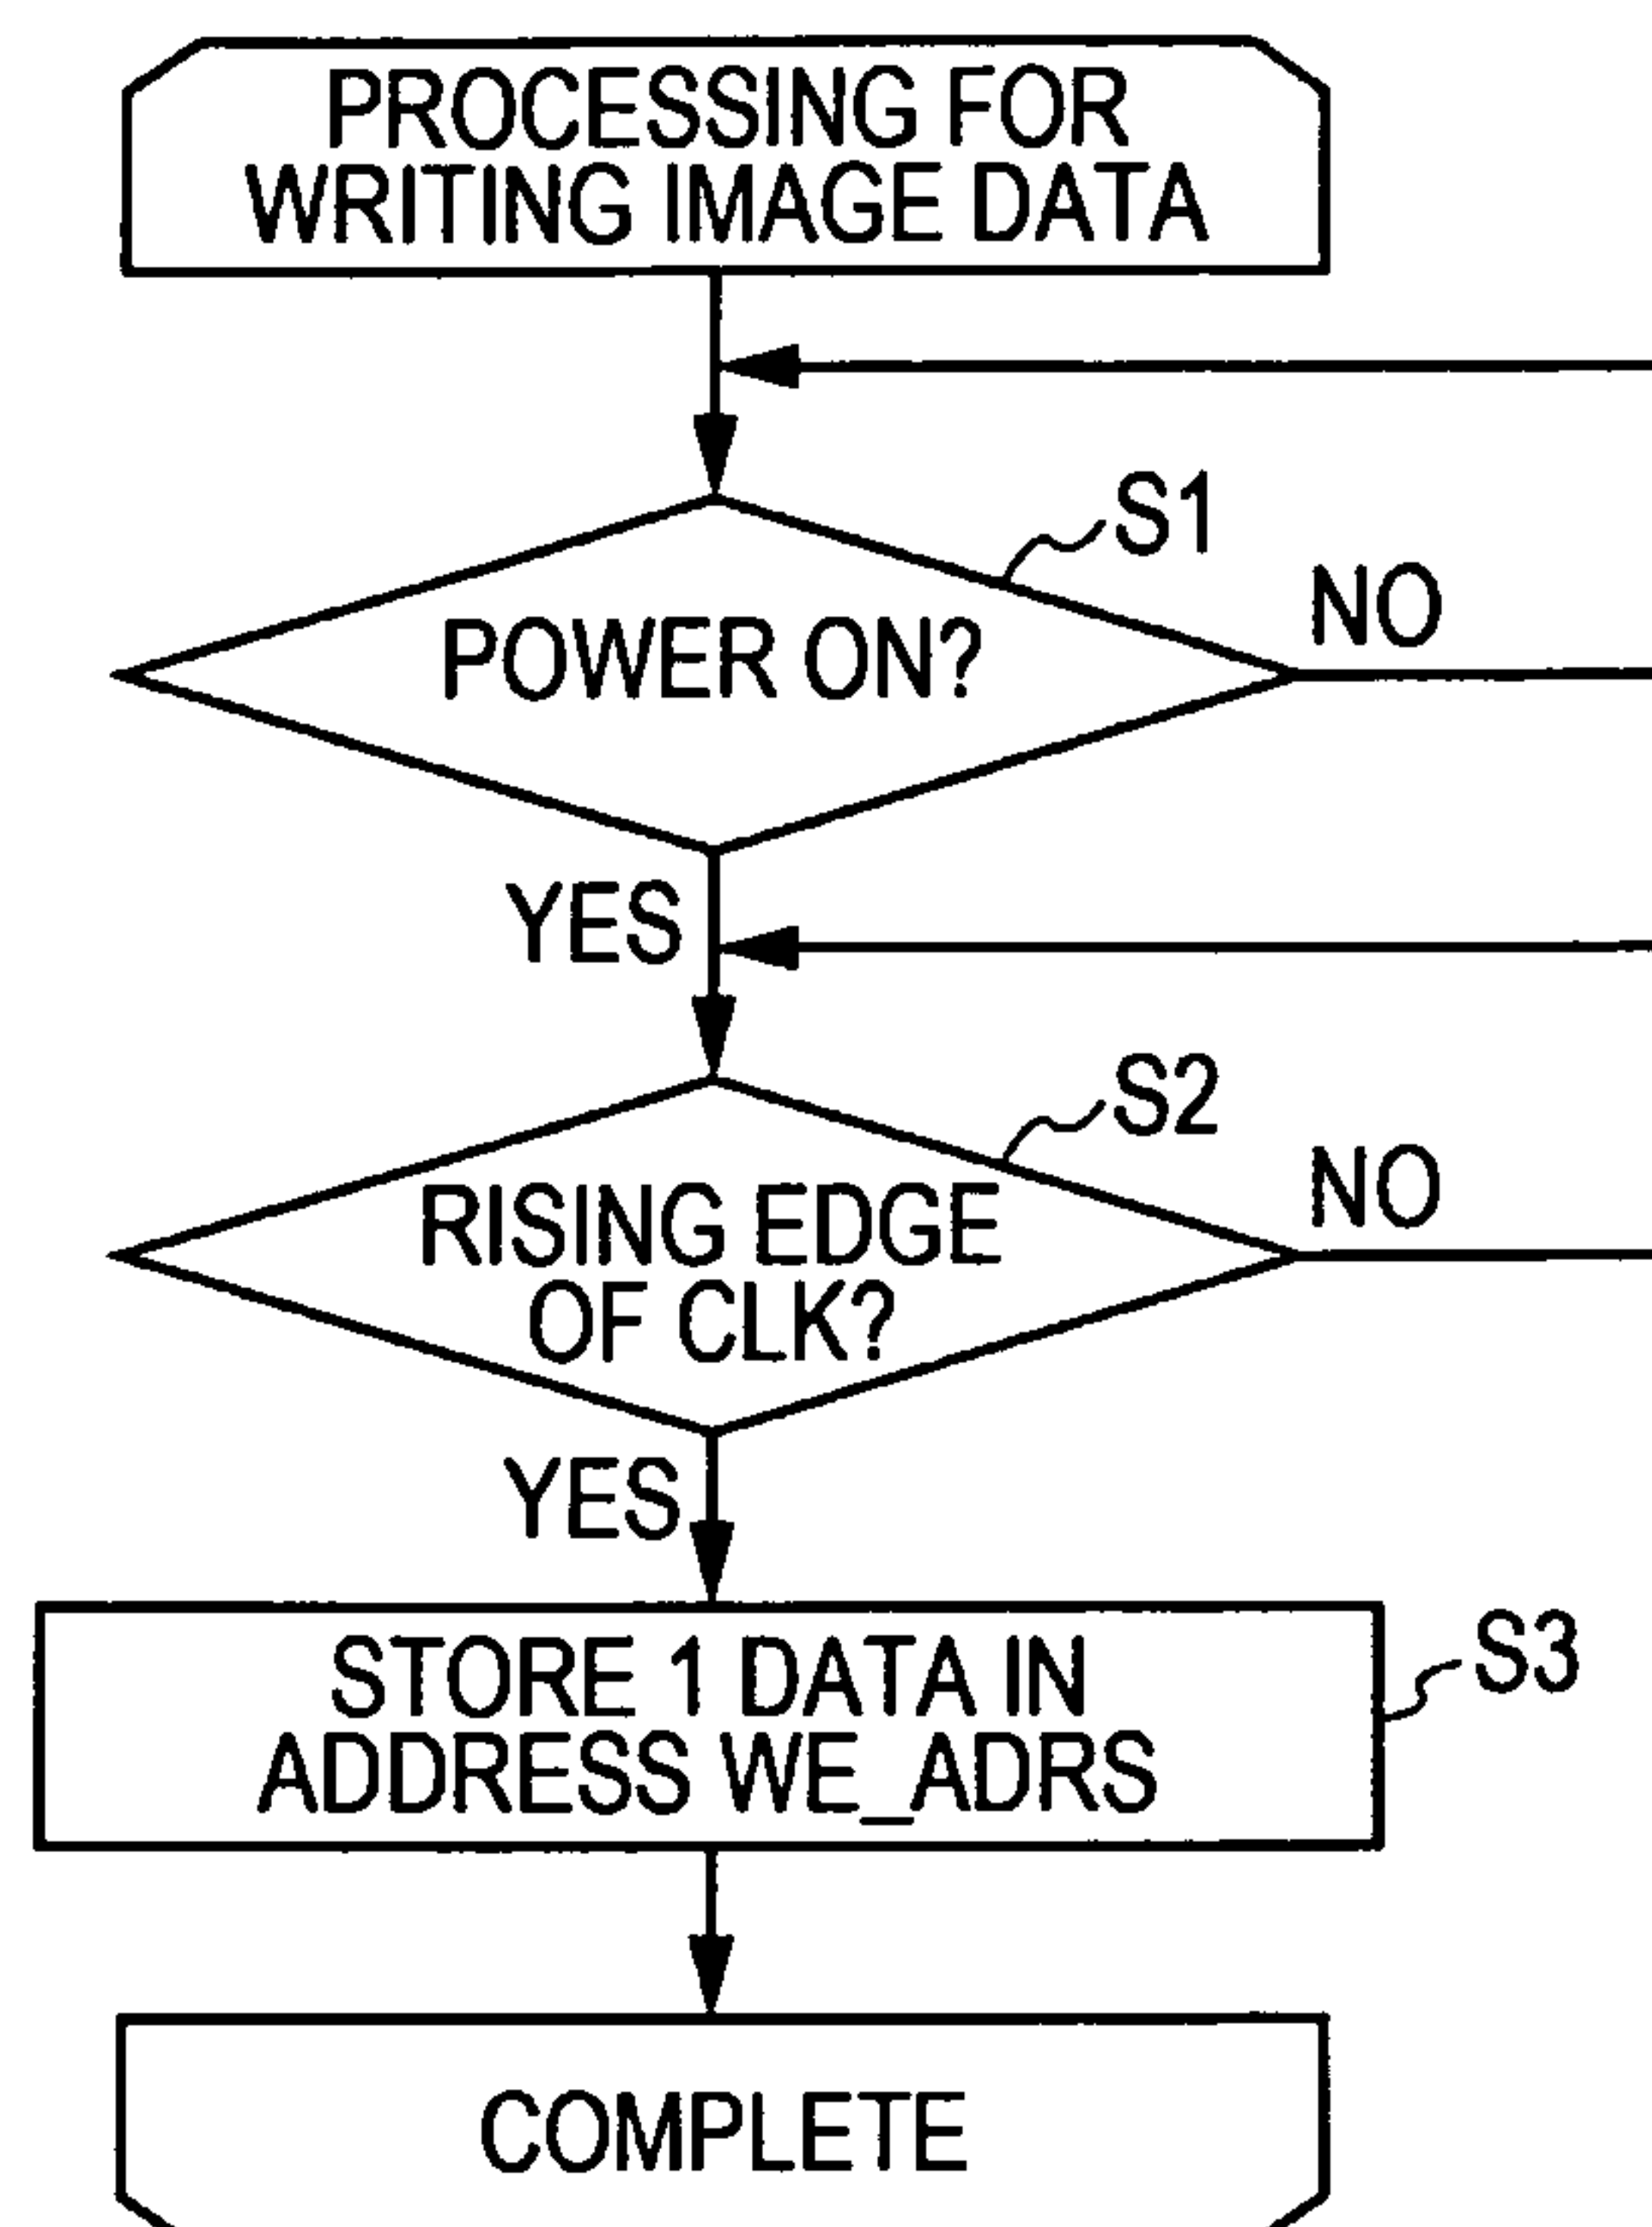 PROCESSING FOR
WRITING IMAGE DATA
S1
POWER ON?
NO
YES
S2
RISING EDGE
OF CLK?
NO
YES
STORE 1 DATA IN
ADDRESS WE_ADRS
S3
COMPLETE